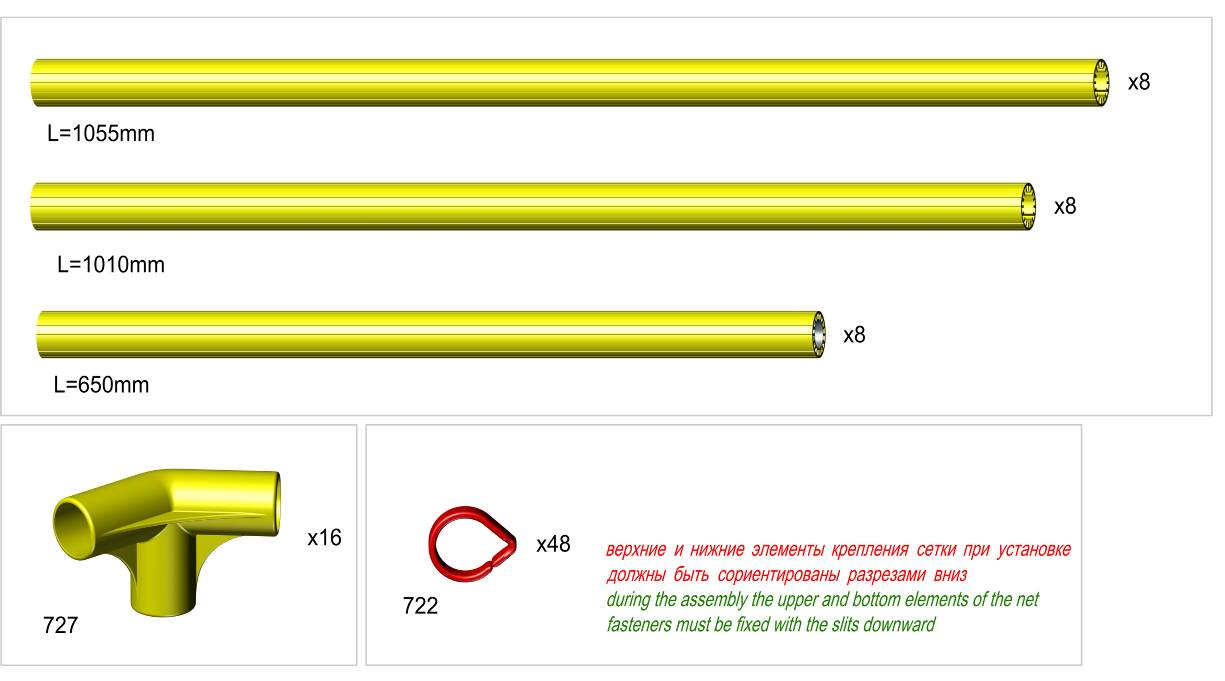 x8
L=1055mm
x8
L=1010mm
x8
L=650mm
x16
727
x48
722
верхние и нижние элементы крепления сетки при установке
должны быть сориентированы разрезами вниз
during the assembly the upper and bottom elements of the net
fasteners must be fixed with the slits downward